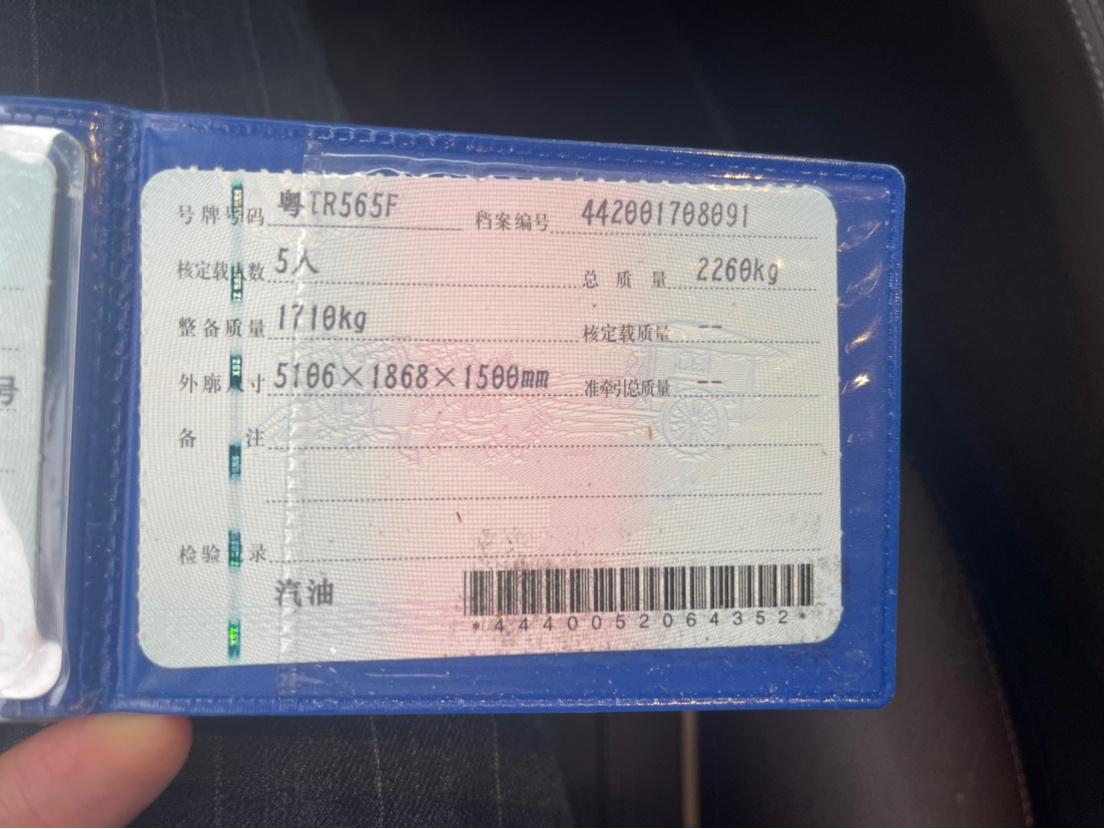 号牌号码 粤TR565F 档案编号 442001708091
核定载人数 5人 总质量 2260kg
整备质量 1710kg 核定载质量 --
外廓尺寸 5106×1868×1500mm 准牵引总质量 --
备注
检验记录
汽油
*4440052064352*
号